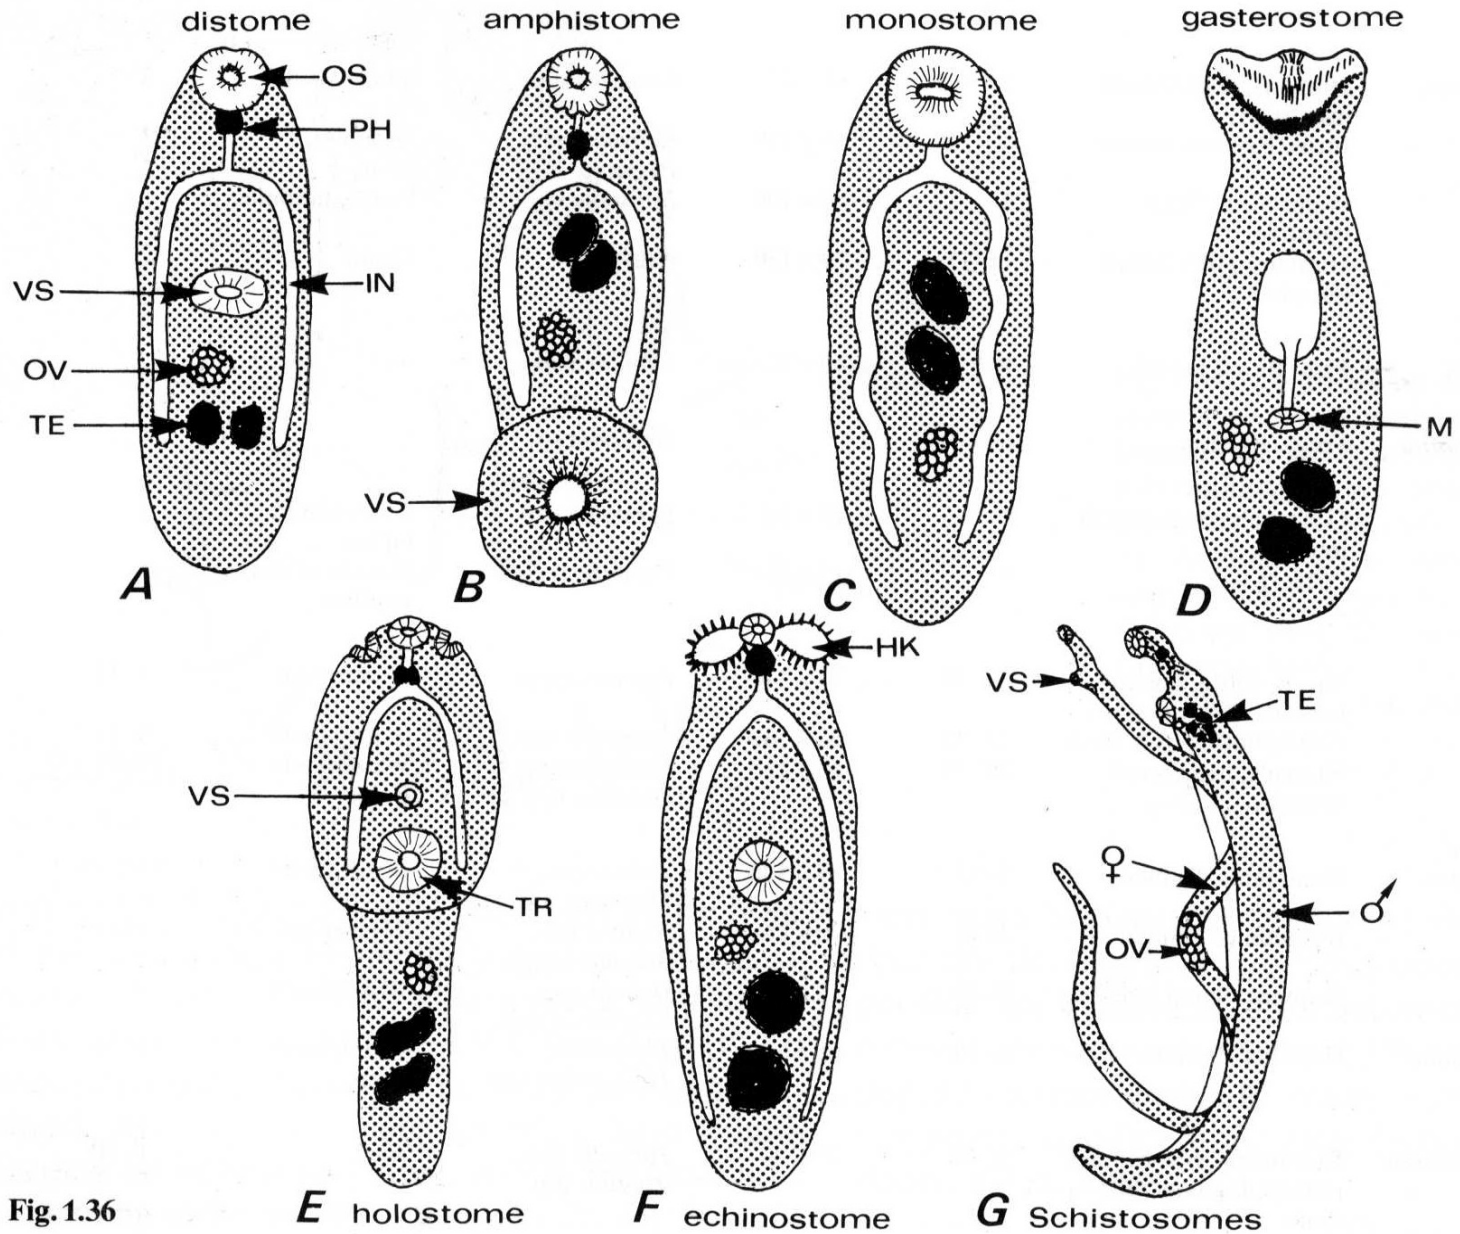 distome
amphistome
monostome
gasterostome
OS
PH
VS
IN
OV
TE
VS
M
A
B
C
D
HK
VS
TE
VS
TR
♀
OV
♂
Fig. 1.36
E holostome
F echinostome
G Schistosomes